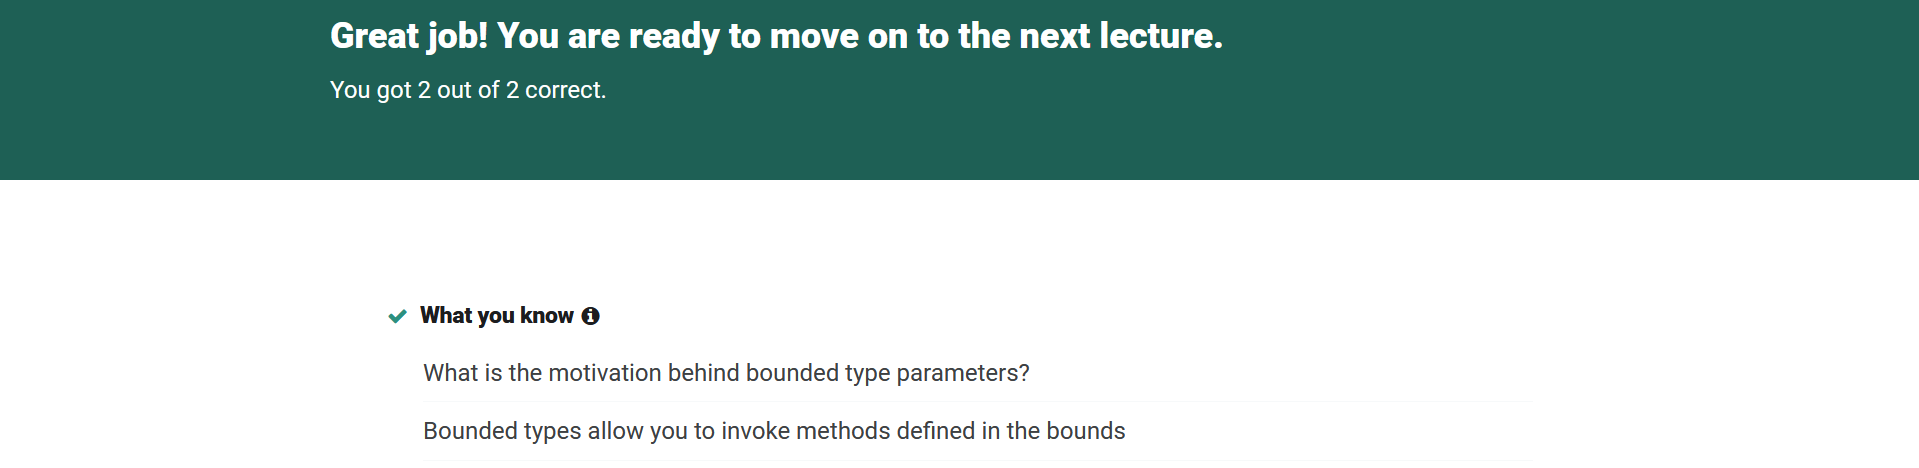 Great job! You are ready to move on to the next lecture.
You got 2 out of 2 correct.
What you know
What is the motivation behind bounded type parameters?
Bounded types allow you to invoke methods defined in the bounds